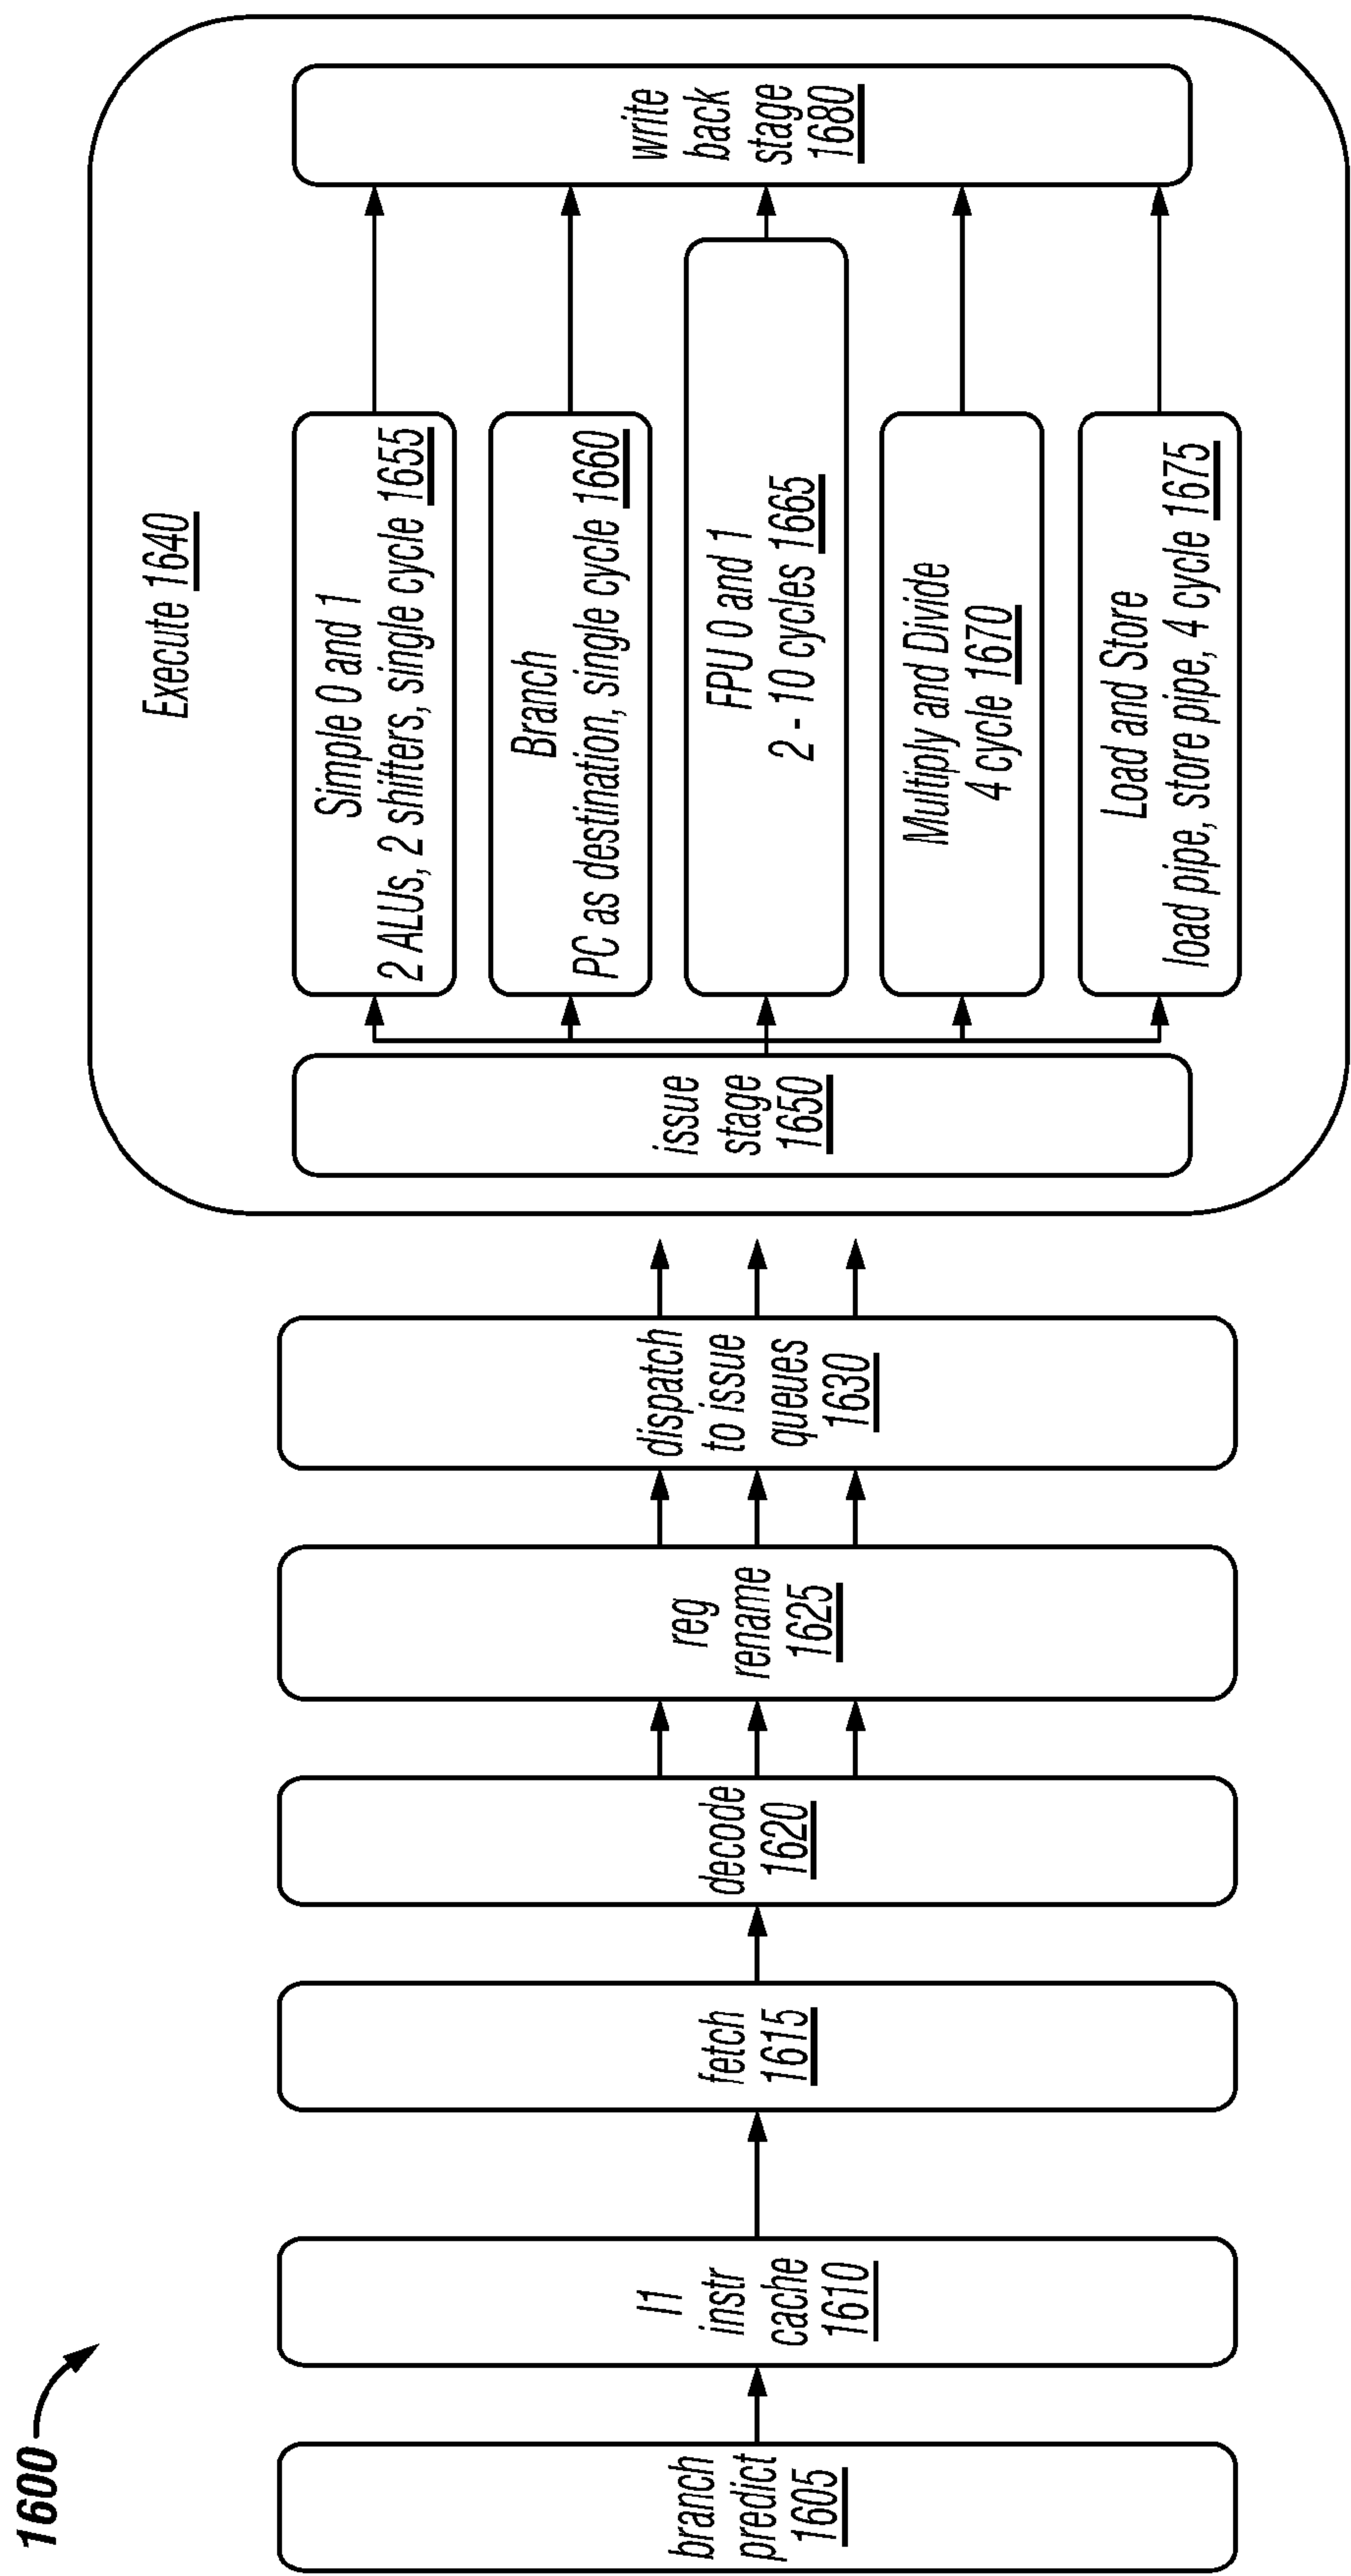 1600
branch
predict
1605
I1
instr
cache
1610
fetch
1615
decode
1620
reg
rename
1625
dispatch
to issue
queues
1630
Execute 1640
issue
stage
1650
Simple 0 and 1
2 ALUs, 2 shifters, single cycle 1655
Branch
PC as destination, single cycle 1660
FPU 0 and 1
2 - 10 cycles 1665
Multiply and Divide
4 cycle 1670
Load and Store
load pipe, store pipe, 4 cycle 1675
write
back
stage
1680